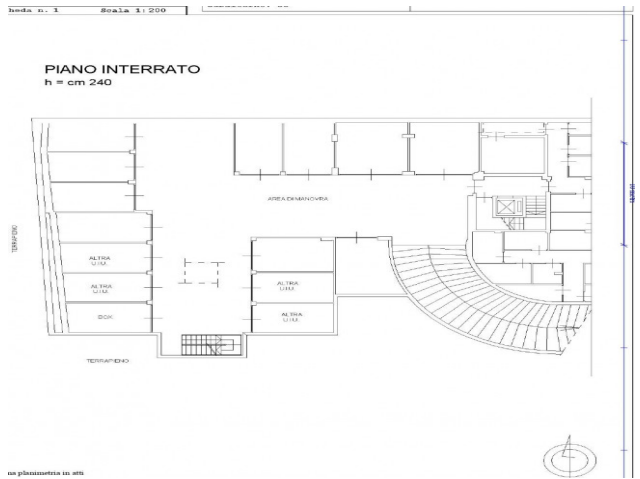 heda n. 1
Scala 1:200
PIANO INTERRATO
h = cm 240
AREA DI MANOVRA
TERRAPIENO
ALTRA
U.I.U.
ALTRA
U.I.U.
BOX
ALTRA
U.I.U.
ALTRA
U.I.U.
TERRAPIENO
na planimetria in atti